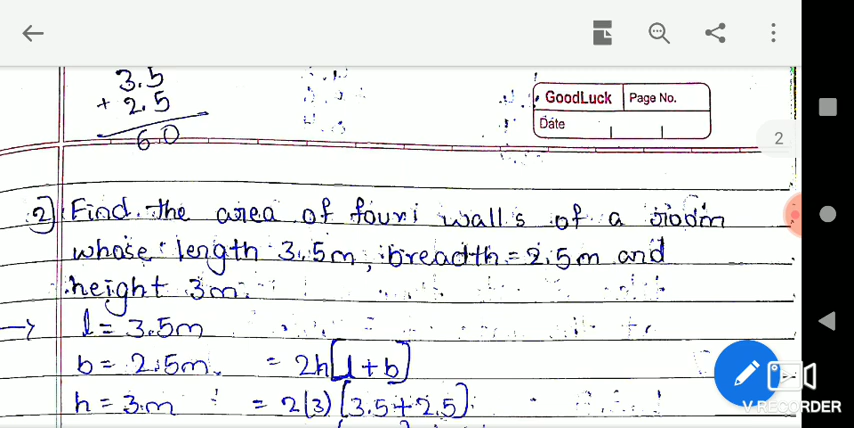 3.5
+ 2.5
60
GoodLuck Page No.
Date
2
2) Find the area of four walls of a room
whose length 3.5m, breadth = 2.5m and
height 3m.
→ l = 3.5m
b = 2.5m. = 2h[l + b]
h = 3m = 2(3) [3.5 + 2.5]
V RECORDER